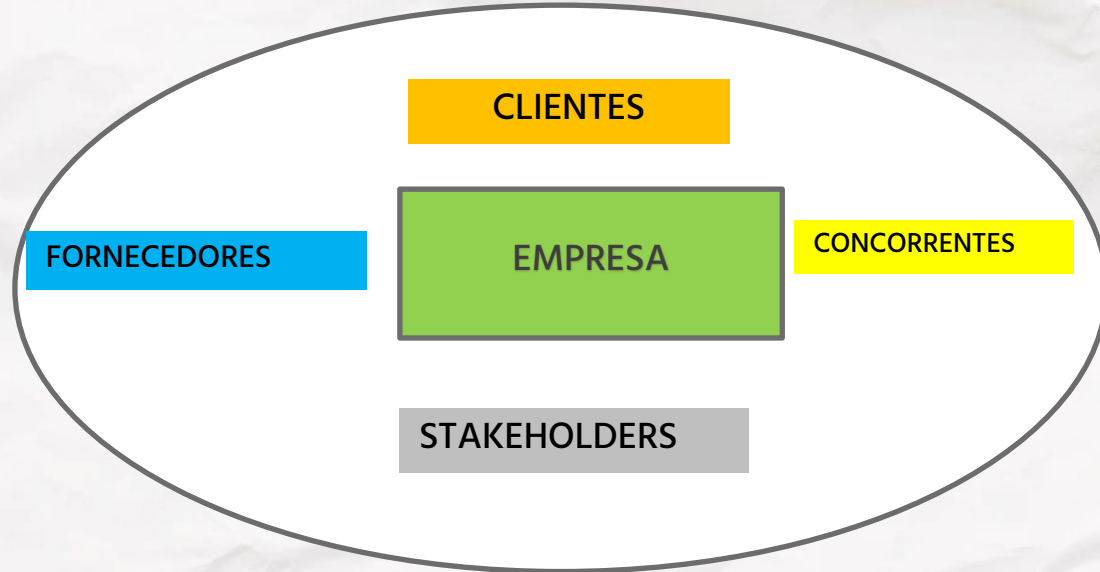 CLIENTES
FORNECEDORES
EMPRESA
CONCORRENTES
STAKEHOLDERS